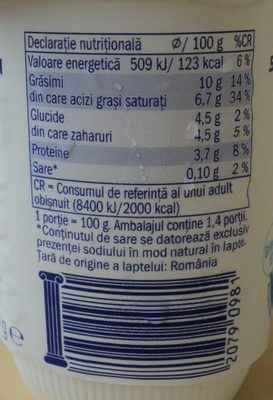 Declarație nutrițională Ø/ 100 g %CR
Valoare energetică 509 kJ/ 123 kcal 6 %
Grăsimi 10 g 14 %
din care acizi grași saturați 6,7 g 34 %
Glucide 4,5 g 2 %
din care zaharuri 4,5 g 5 %
Proteine 3,7 g 8 %
Sare* 0,10 g 2 %
CR = Consumul de referință al unui adult
obișnuit (8400 kJ/2000 kcal)
1 porție = 100 g. Ambalajul conține 1,4 porții.
*Conținutul de sare se datorează exclusiv
prezenței sodiului în mod natural în lapte.
Țară de origine a laptelui: România
g e
2079 0981